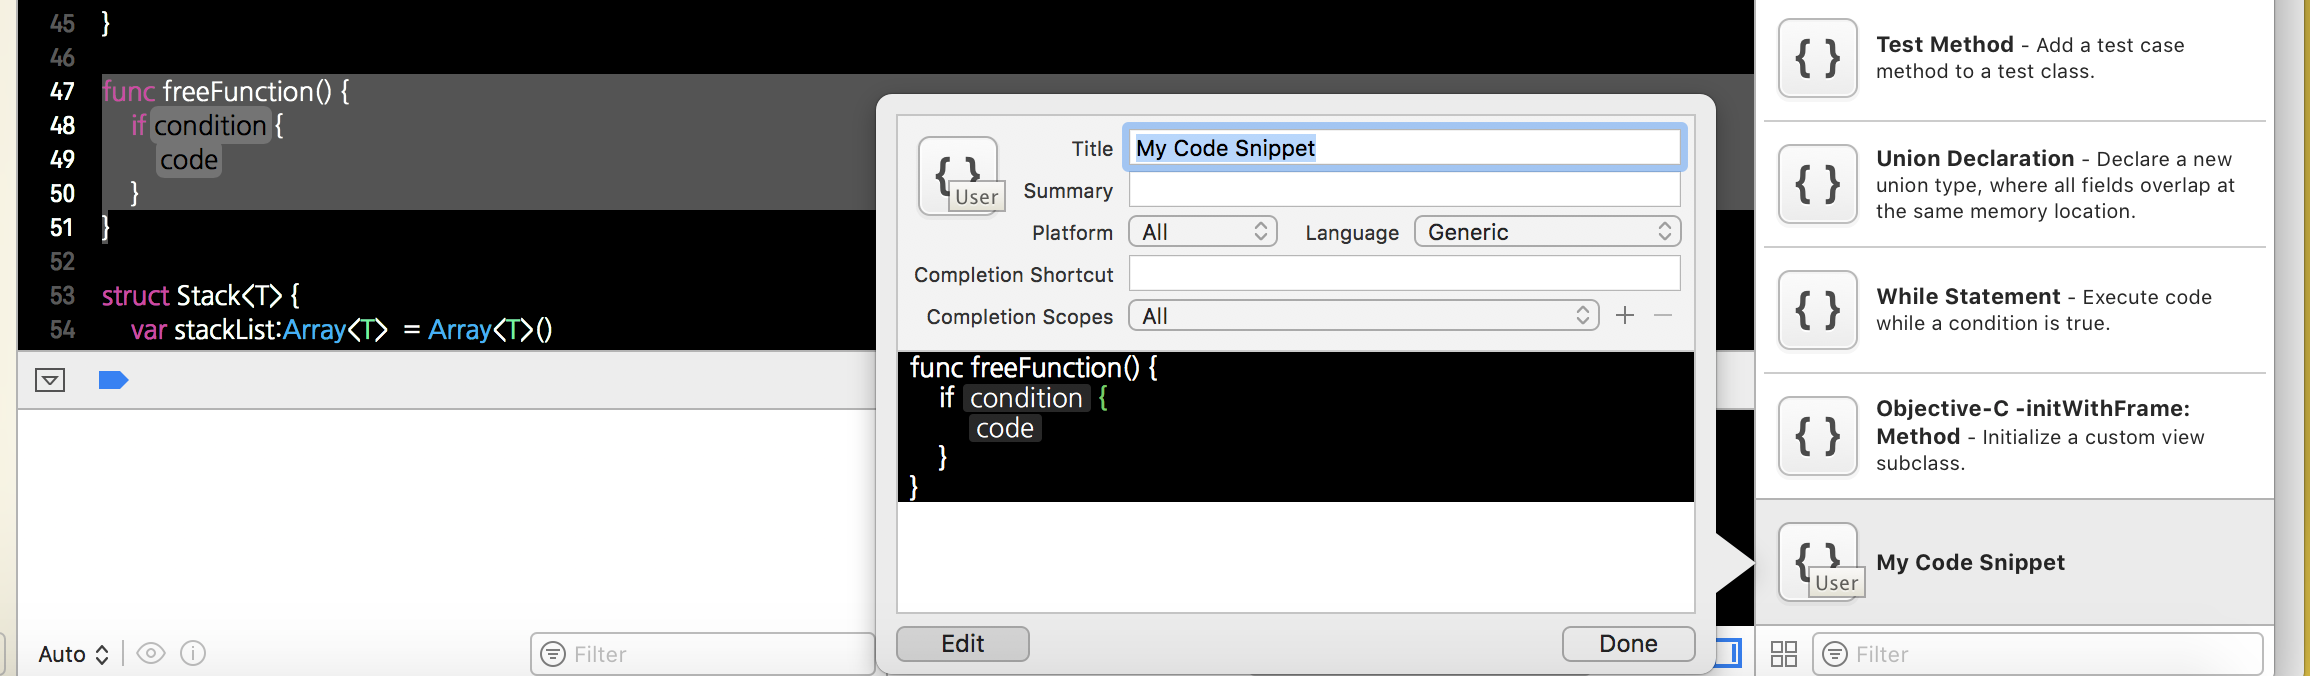 45 }
46
47 func freeFunction() {
48 if condition {
49 code
50 }
51 }
52
53 struct Stack<T> {
54 var stackList:Array<T> = Array<T>()
Auto
Filter
{ }
User
Title My Code Snippet
Summary
Platform All Language Generic
Completion Shortcut
Completion Scopes All + −
func freeFunction() {
if condition {
code
}
}
Edit Done
{ } Test Method - Add a test case
method to a test class.
{ } Union Declaration - Declare a new
union type, where all fields overlap at
the same memory location.
{ } While Statement - Execute code
while a condition is true.
{ } Objective-C -initWithFrame:
Method - Initialize a custom view
subclass.
{ } My Code Snippet
User
Filter